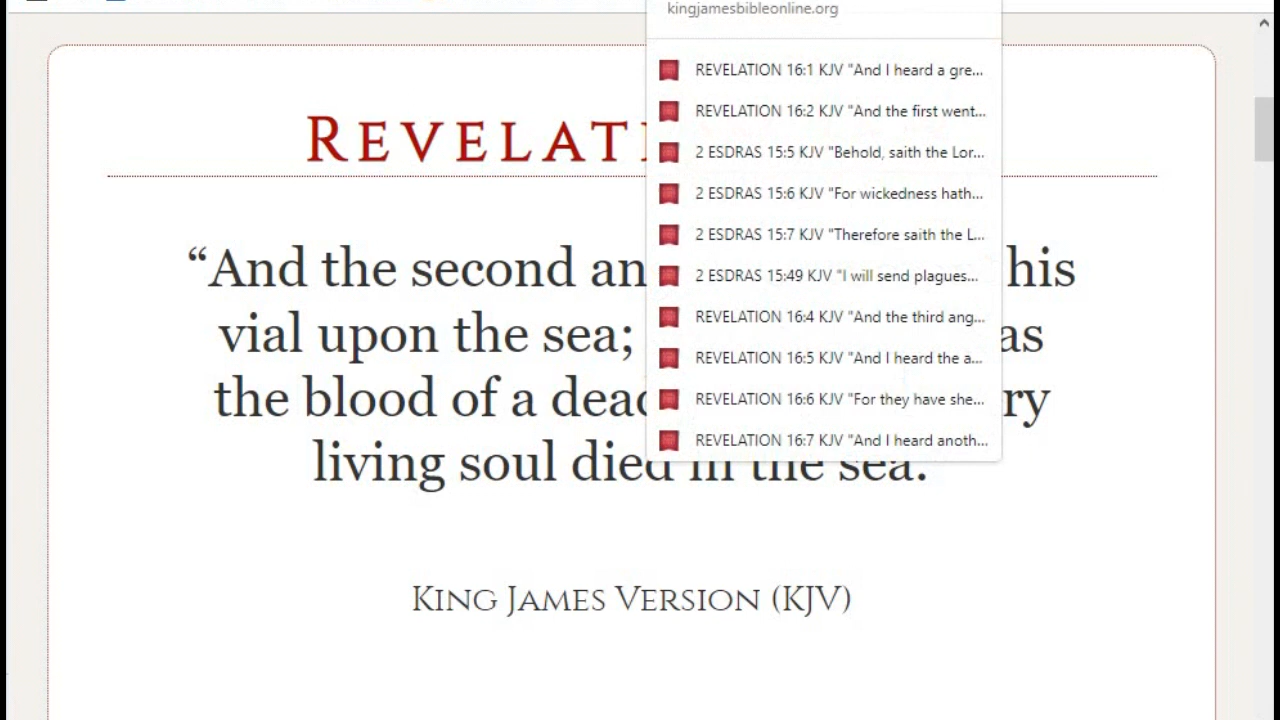 kingjamesbibleonline.org
REVELATION 16:1 KJV "And I heard a gre...
REVELATION 16:2 KJV "And the first went...
2 ESDRAS 15:5 KJV "Behold, saith the Lor...
2 ESDRAS 15:6 KJV "For wickedness hath...
2 ESDRAS 15:7 KJV "Therefore saith the L...
2 ESDRAS 15:49 KJV "I will send plagues...
REVELATION 16:4 KJV "And the third ang...
REVELATION 16:5 KJV "And I heard the a...
REVELATION 16:6 KJV "For they have she...
REVELATION 16:7 KJV "And I heard anoth...
REVELAT
“And the second an his
vial upon the sea; as
the blood of a dead ry
living soul died in the sea.
KING JAMES VERSION (KJV)